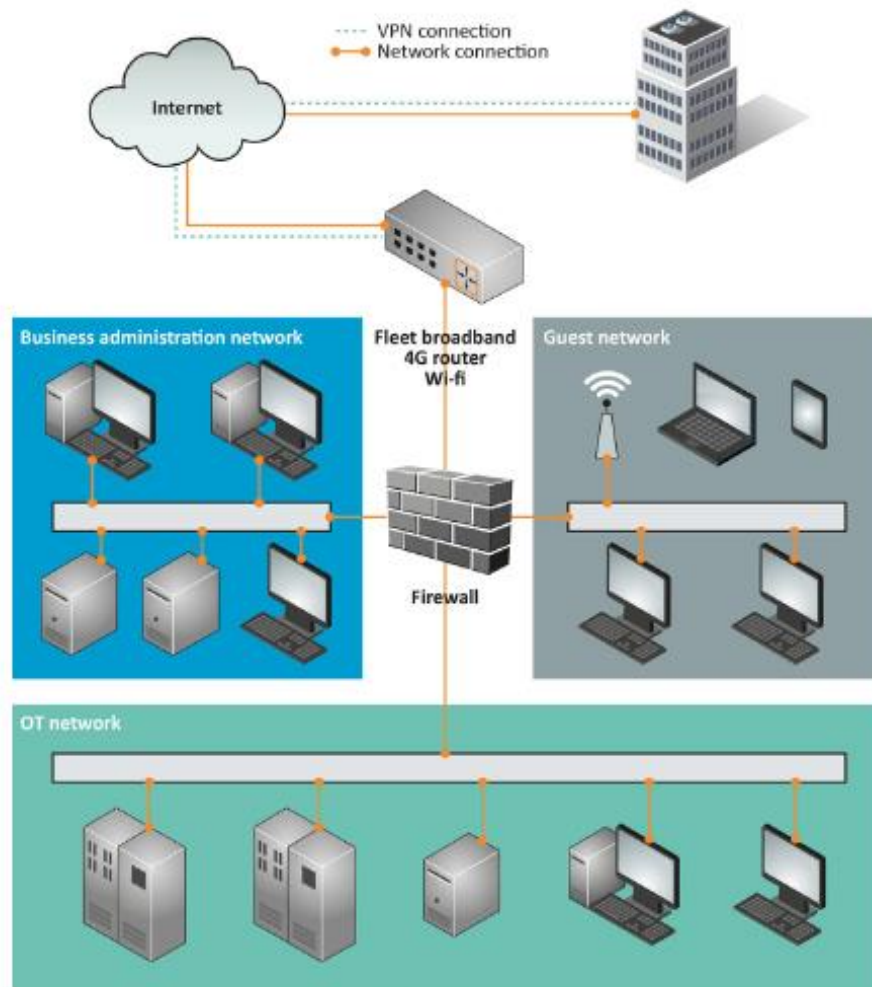 VPN connection
Network connection
Internet
Business administration network
Fleet broadband
4G router
Wi-fi
Guest network
Firewall
OT network